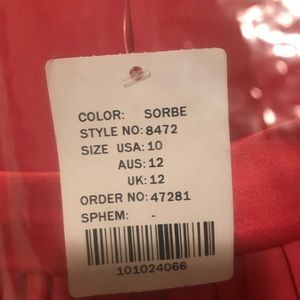 COLOR: SORBE
STYLE NO: 8472
SIZE USA: 10
AUS: 12
UK: 12
ORDER NO: 47281
SPHEM: -
101024066